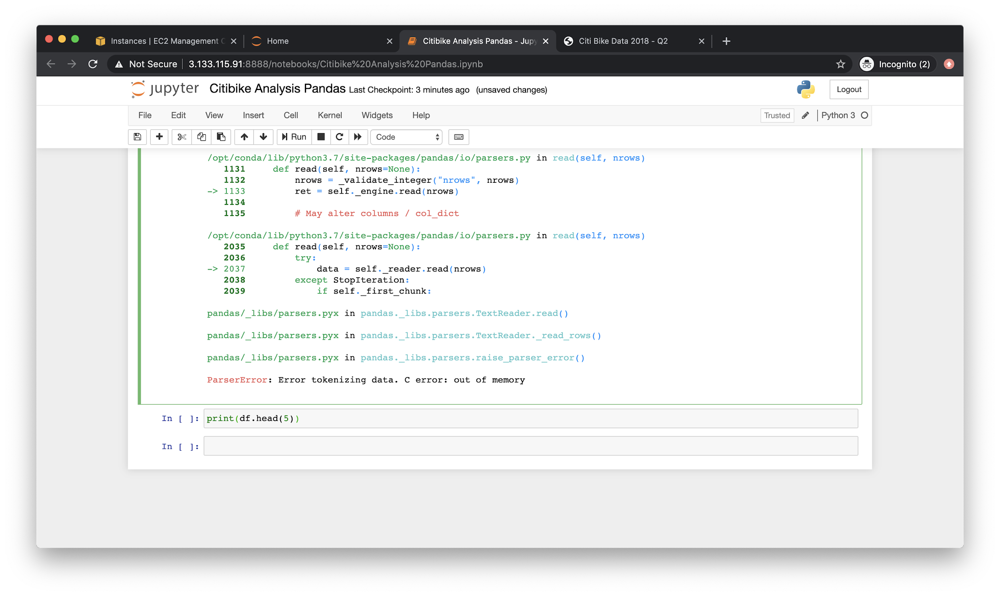 Instances | EC2 Management C
Home
Citibike Analysis Pandas - Jupy
Citi Bike Data 2018 - Q2
Not Secure
3.133.115.91:8888/notebooks/Citibike%20Analysis%20Pandas.ipynb
Incognito (2)
jupyter Citibike Analysis Pandas Last Checkpoint: 3 minutes ago (unsaved changes)
Logout
File Edit View Insert Cell Kernel Widgets Help
Trusted
Python 3
Run
Code
/opt/conda/lib/python3.7/site-packages/pandas/io/parsers.py in read(self, nrows)
1131     def read(self, nrows=None):
1132         nrows = _validate_integer("nrows", nrows)
-> 1133         ret = self._engine.read(nrows)
1134
1135         # May alter columns / col_dict
/opt/conda/lib/python3.7/site-packages/pandas/io/parsers.py in read(self, nrows)
2035     def read(self, nrows=None):
2036         try:
-> 2037             data = self._reader.read(nrows)
2038         except StopIteration:
2039             if self._first_chunk:
pandas/_libs/parsers.pyx in pandas._libs.parsers.TextReader.read()
pandas/_libs/parsers.pyx in pandas._libs.parsers.TextReader._read_rows()
pandas/_libs/parsers.pyx in pandas._libs.parsers.raise_parser_error()
ParserError: Error tokenizing data. C error: out of memory
In [ ]: print(df.head(5))
In [ ]: